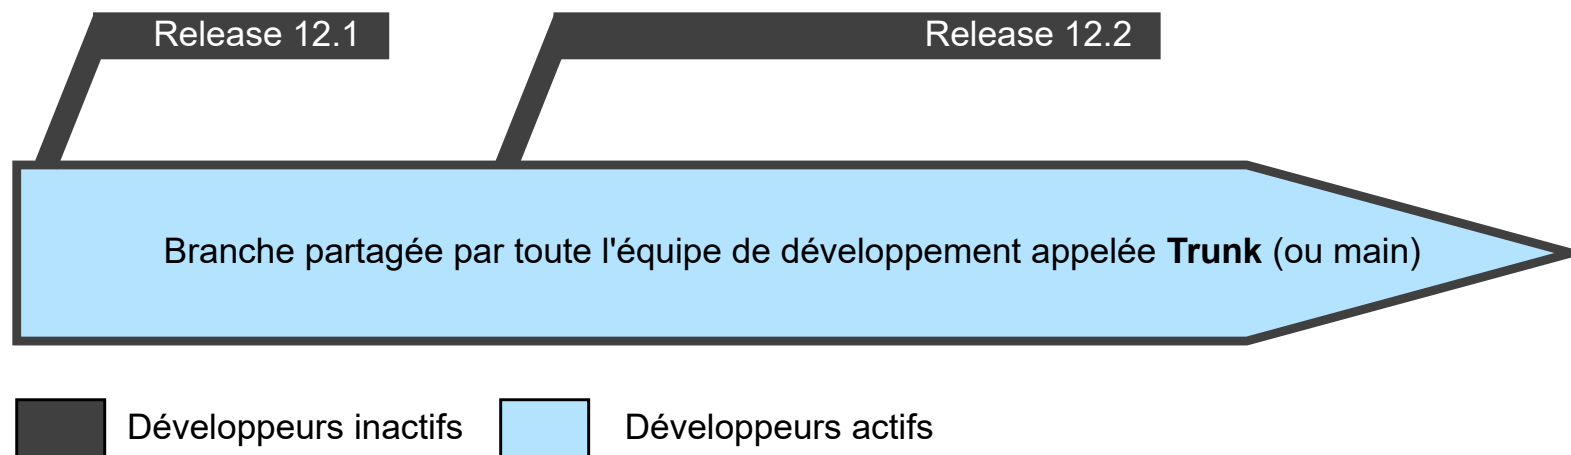 Release 12.1
Release 12.2
Branche partagée par toute l'équipe de développement appelée Trunk (ou main)
Développeurs inactifs
Développeurs actifs